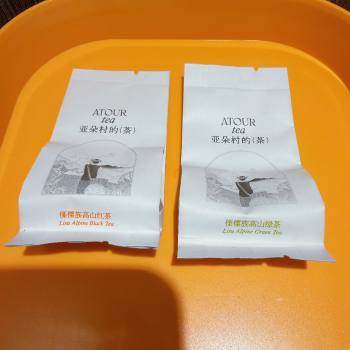 ATOUR
tea
亚朵村的(茶)
傈僳族高山红茶
Lisu Alpine Black Tea
ATOUR
tea
亚朵村的(茶)
傈僳族高山绿茶
Lisu Alpine Green Tea